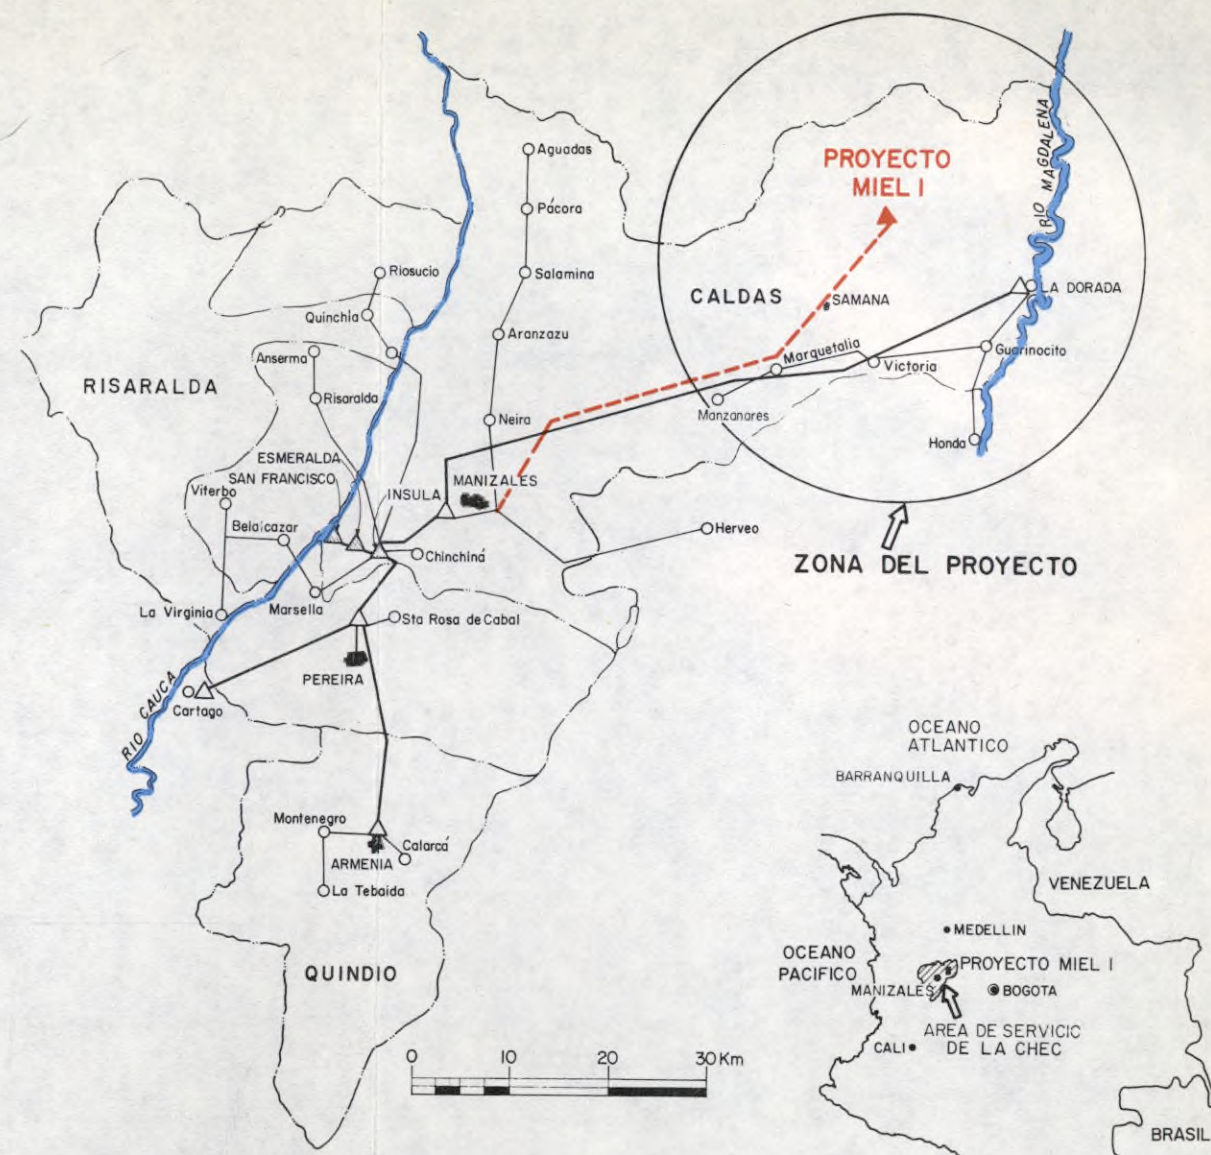 Aguadas
PROYECTO
MIEL I
RIO MAGDALENA
Pácora
Riosucio
Salamina
CALDAS
SAMANA
LA DORADA
Quinchia
Aranzazu
Anserma
Marquetalia
Guarinocito
Victoria
RISARALDA
Risaralda
Manzanares
Neira
Honda
ESMERALDA
SAN FRANCISCO
MANIZALES
INSULA
Viterbo
Belalcazar
Herveo
Chinchiná
ZONA DEL PROYECTO
La Virginia
Marsella
Sta Rosa de Cabal
PEREIRA
RIO CAUCA
Cartago
OCEANO
ATLANTICO
BARRANQUILLA
Montenegro
Calarcá
ARMENIA
La Tebaida
VENEZUELA
MEDELLIN
OCEANO
PACIFICO
PROYECTO MIEL I
QUINDIO
MANIZALES
BOGOTA
AREA DE SERVICIC
DE LA CHEC
CALI
0 10 20 30 Km
BRASIL